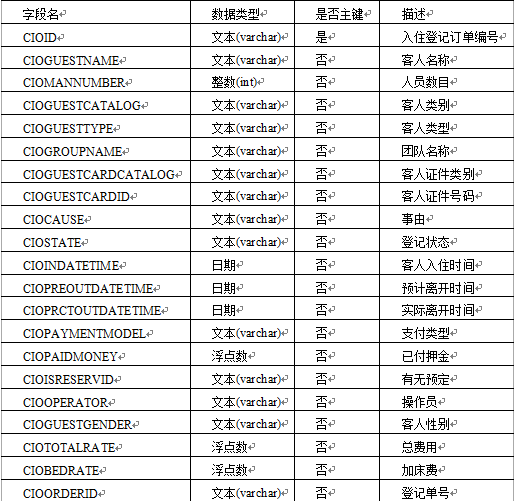 字段名 数据类型 是否主键 描述
CIOID 文本(varchar) 是 入住登记订单编号
CIOGUESTNAME 文本(varchar) 否 客人名称
CIOMANNUMBER 整数(int) 否 人员数目
CIOGUESTCATALOG 文本(varchar) 否 客人类别
CIOGUESTTYPE 文本(varchar) 否 客人类型
CIOGROUPNAME 文本(varchar) 否 团队名称
CIOGUESTCARDCATALOG 文本(varchar) 否 客人证件类别
CIOGUESTCARDID 文本(varchar) 否 客人证件号码
CIOCAUSE 文本(varchar) 否 事由
CIOSTATE 文本(varchar) 否 登记状态
CIOINDATETIME 日期 否 客人入住时间
CIOPREOUTDATETIME 日期 否 预计离开时间
CIOPRCTOUTDATETIME 日期 否 实际离开时间
CIOPAYMENTMODEL 文本(varchar) 否 支付类型
CIOPAIDMONEY 浮点数 否 已付押金
CIOISRESERVID 文本(varchar) 否 有无预定
CIOOPERATOR 文本(varchar) 否 操作员
CIOGUESTGENDER 文本(varchar) 否 客人性别
CIOTOTALRATE 浮点数 否 总费用
CIOBEDRATE 浮点数 否 加床费
CIOORDERID 文本(varchar) 否 登记单号